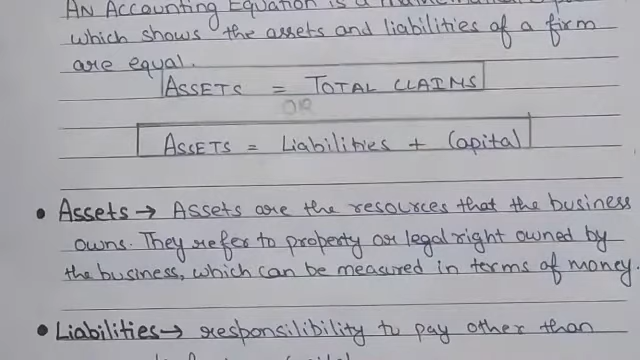 AN ACCOUNTING EQUATION IS A
which shows the assets and liabilities of a firm
are equal.
ASSETS = TOTAL CLAIMS
OR
ASSETS = Liabilities + Capital
• Assets → Assets are the resources that the business
owns. They refer to property or legal right owned by
the business, which can be measured in terms of money.
• Liabilities → responsilibility to pay other than